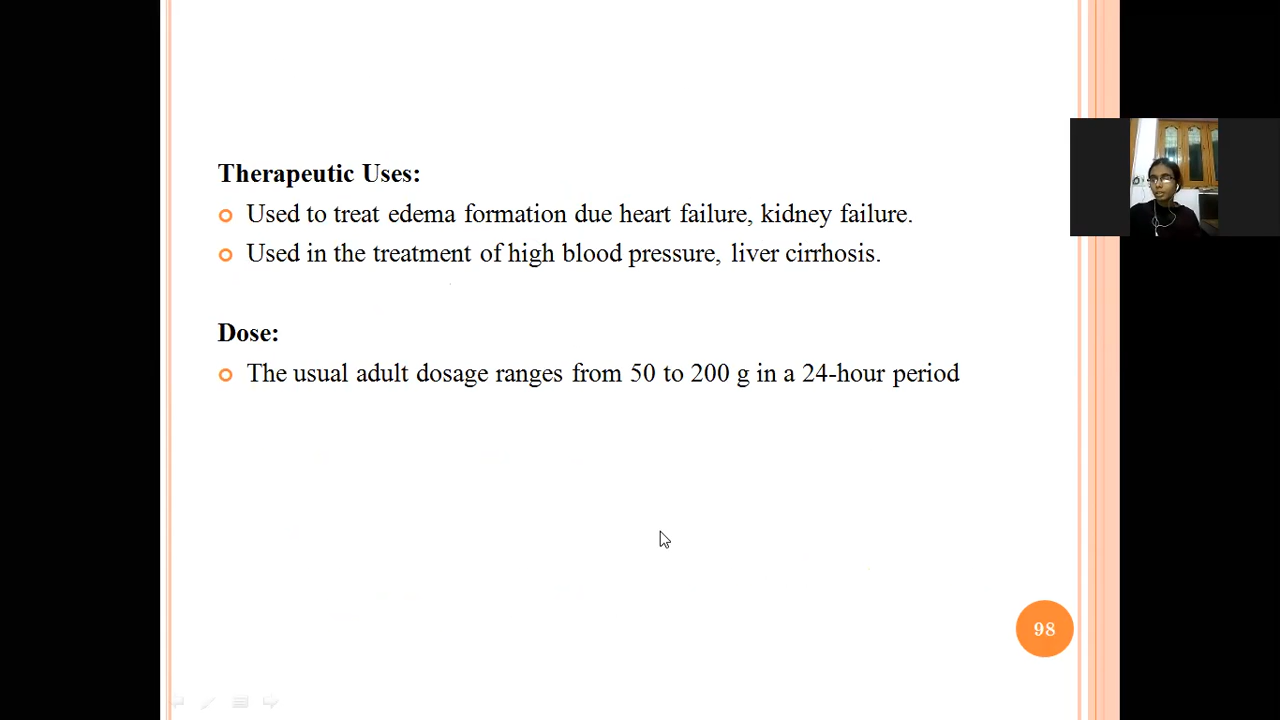 Therapeutic Uses:
Used to treat edema formation due heart failure, kidney failure.
Used in the treatment of high blood pressure, liver cirrhosis.
Dose:
The usual adult dosage ranges from 50 to 200 g in a 24-hour period
98